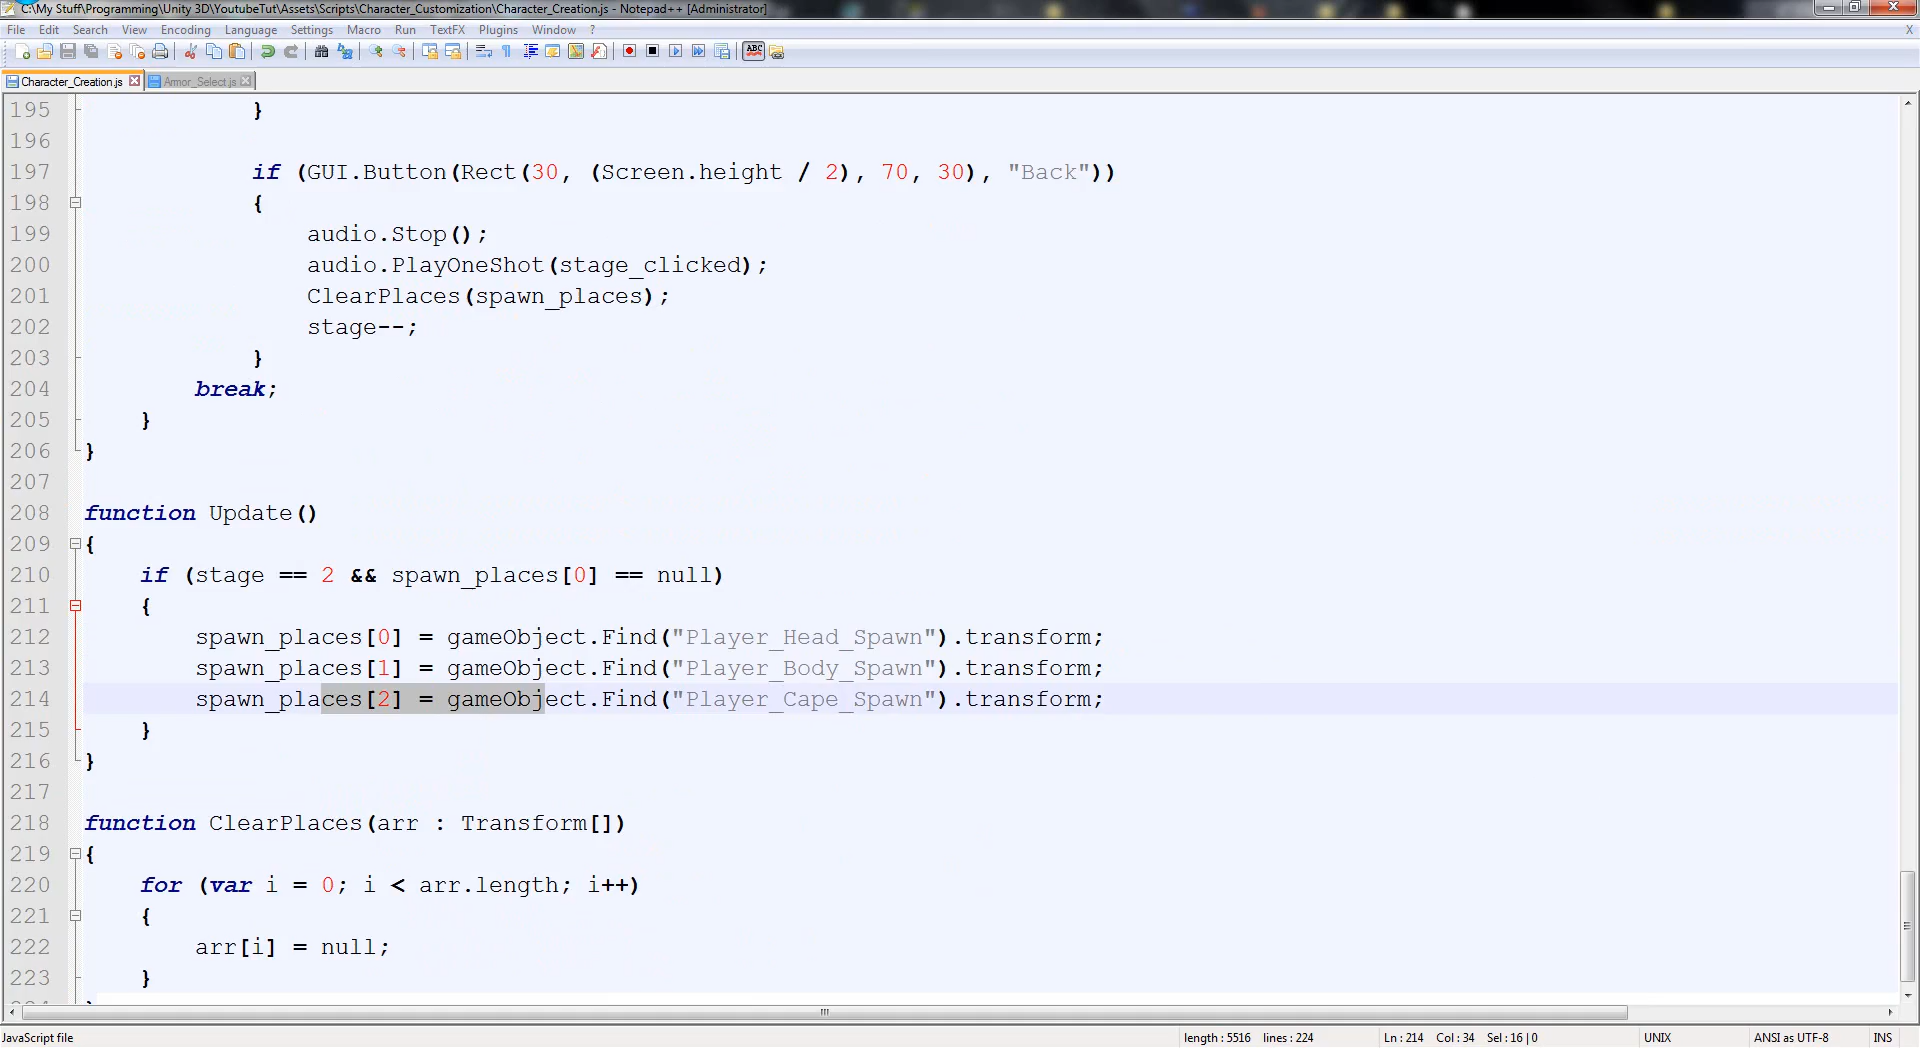 C:\My Stuff\Programming\Unity 3D\YoutubeTut\Assets\Scripts\Character_Customization\Character_Creation.js - Notepad++ [Administrator]
File Edit Search View Encoding Language Settings Macro Run TextFX Plugins Window ? X
Character_Creation.js Armor_Select.js
195 }
196
197 if (GUI.Button(Rect(30, (Screen.height / 2), 70, 30), "Back"))
198 {
199 audio.Stop();
200 audio.PlayOneShot(stage_clicked);
201 ClearPlaces(spawn_places);
202 stage--;
203 }
204 break;
205 }
206 }
207
208 function Update()
209 {
210 if (stage == 2 && spawn_places[0] == null)
211 {
212 spawn_places[0] = gameObject.Find("Player_Head_Spawn").transform;
213 spawn_places[1] = gameObject.Find("Player_Body_Spawn").transform;
214 spawn_places[2] = gameObject.Find("Player_Cape_Spawn").transform;
215 }
216 }
217
218 function ClearPlaces(arr : Transform[])
219 {
220 for (var i = 0; i < arr.length; i++)
221 {
222 arr[i] = null;
223 }
JavaScript file length : 5516 lines : 224 Ln : 214 Col : 34 Sel : 16 | 0 UNIX ANSI as UTF-8 INS